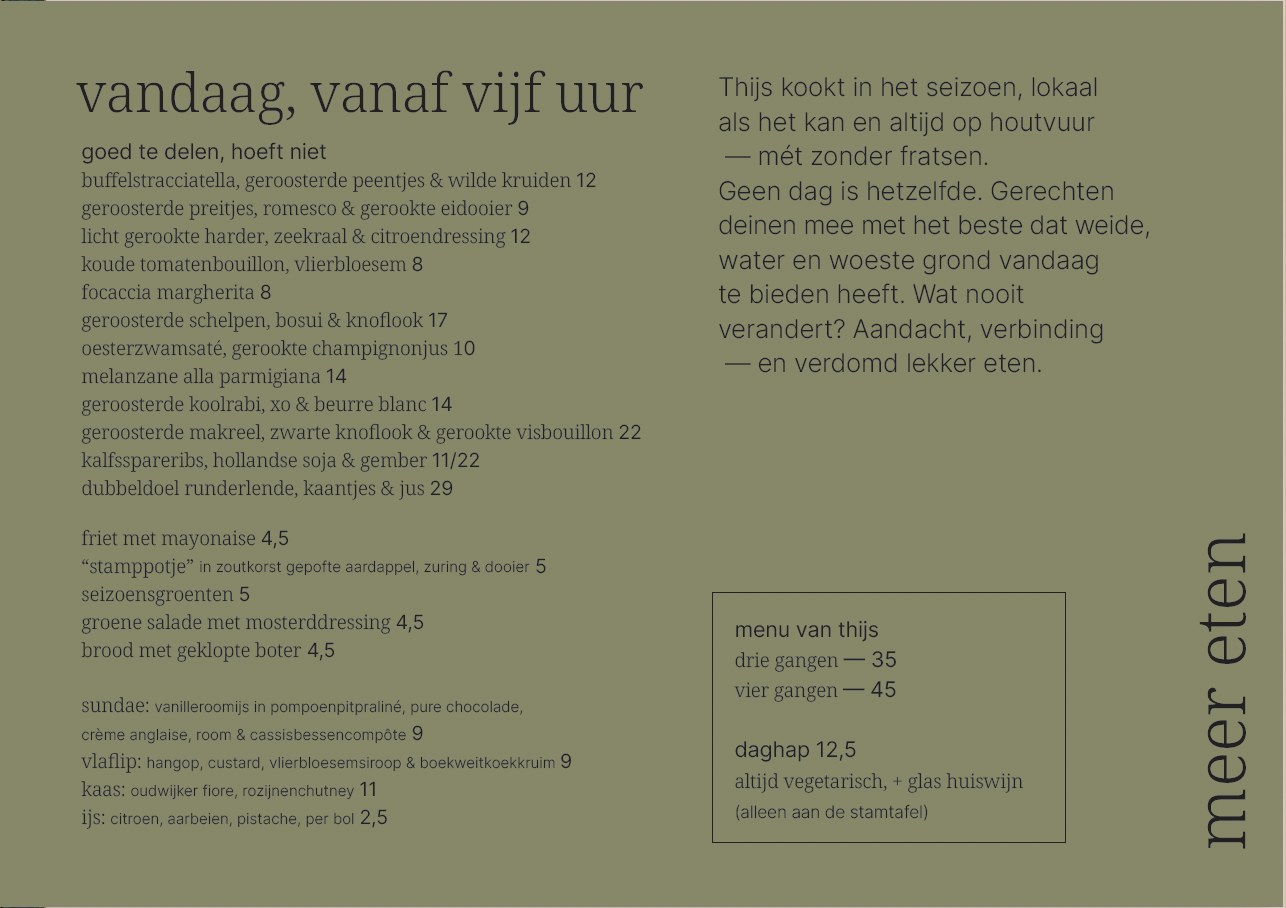 vandaag, vanaf vijf uur
goed te delen, hoeft niet
buffelstracciatella, geroosterde peentjes & wilde kruiden 12
geroosterde preitjes, romesco & gerookte eidooier 9
licht gerookte harder, zeekraal & citroendressing 12
koude tomatenbouillon, vlierbloesem 8
focaccia margherita 8
geroosterde schelpen, bosui & knoflook 17
oesterzwamsaté, gerookte champignonjus 10
melanzane alla parmigiana 14
geroosterde koolrabi, xo & beurre blanc 14
geroosterde makreel, zwarte knoflook & gerookte visbouillon 22
kalfsspareribs, hollandse soja & gember 11/22
dubbeldoel runderlende, kaantjes & jus 29
friet met mayonaise 4,5
“stamppotje” in zoutkorst gepofte aardappel, zuring & dooier 5
seizoensgroenten 5
groene salade met mosterddressing 4,5
brood met geklopte boter 4,5
sundae: vanilleroomijs in pompoenpitpraliné, pure chocolade,
crème anglaise, room & cassisbessencompôte 9
vlaflip: hangop, custard, vlierbloesemsiroop & boekweitkoekkruim 9
kaas: oudwijker fiore, rozijnenchutney 11
ijs: citroen, aarbeien, pistache, per bol 2,5
Thijs kookt in het seizoen, lokaal
als het kan en altijd op houtvuur
— mét zonder fratsen.
Geen dag is hetzelfde. Gerechten
deinen mee met het beste dat weide,
water en woeste grond vandaag
te bieden heeft. Wat nooit
verandert? Aandacht, verbinding
— en verdomd lekker eten.
menu van thijs
drie gangen — 35
vier gangen — 45
daghap 12,5
altijd vegetarisch, + glas huiswijn
(alleen aan de stamtafel)
meer eten